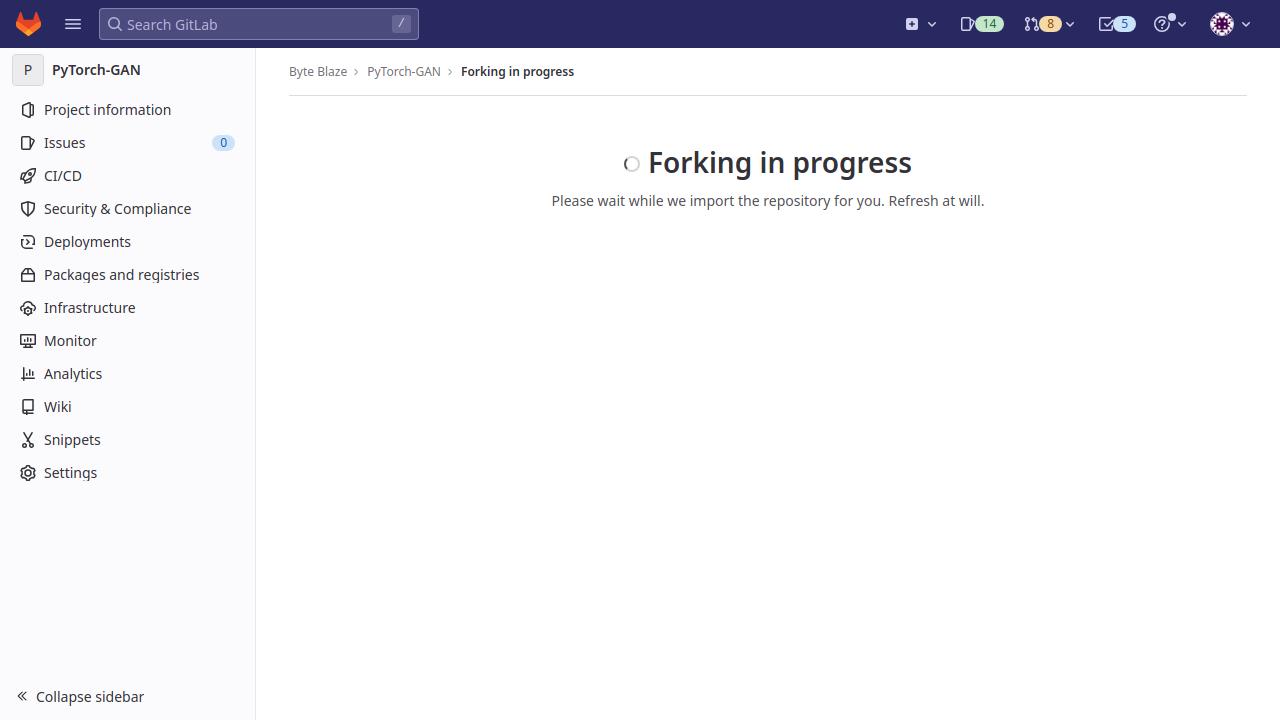 Search GitLab
/
14
8
5
P
PyTorch-GAN
Project information
Issues
0
CI/CD
Security & Compliance
Deployments
Packages and registries
Infrastructure
Monitor
Analytics
Wiki
Snippets
Settings
Collapse sidebar
Byte Blaze › PyTorch-GAN › Forking in progress
Forking in progress
Please wait while we import the repository for you. Refresh at will.